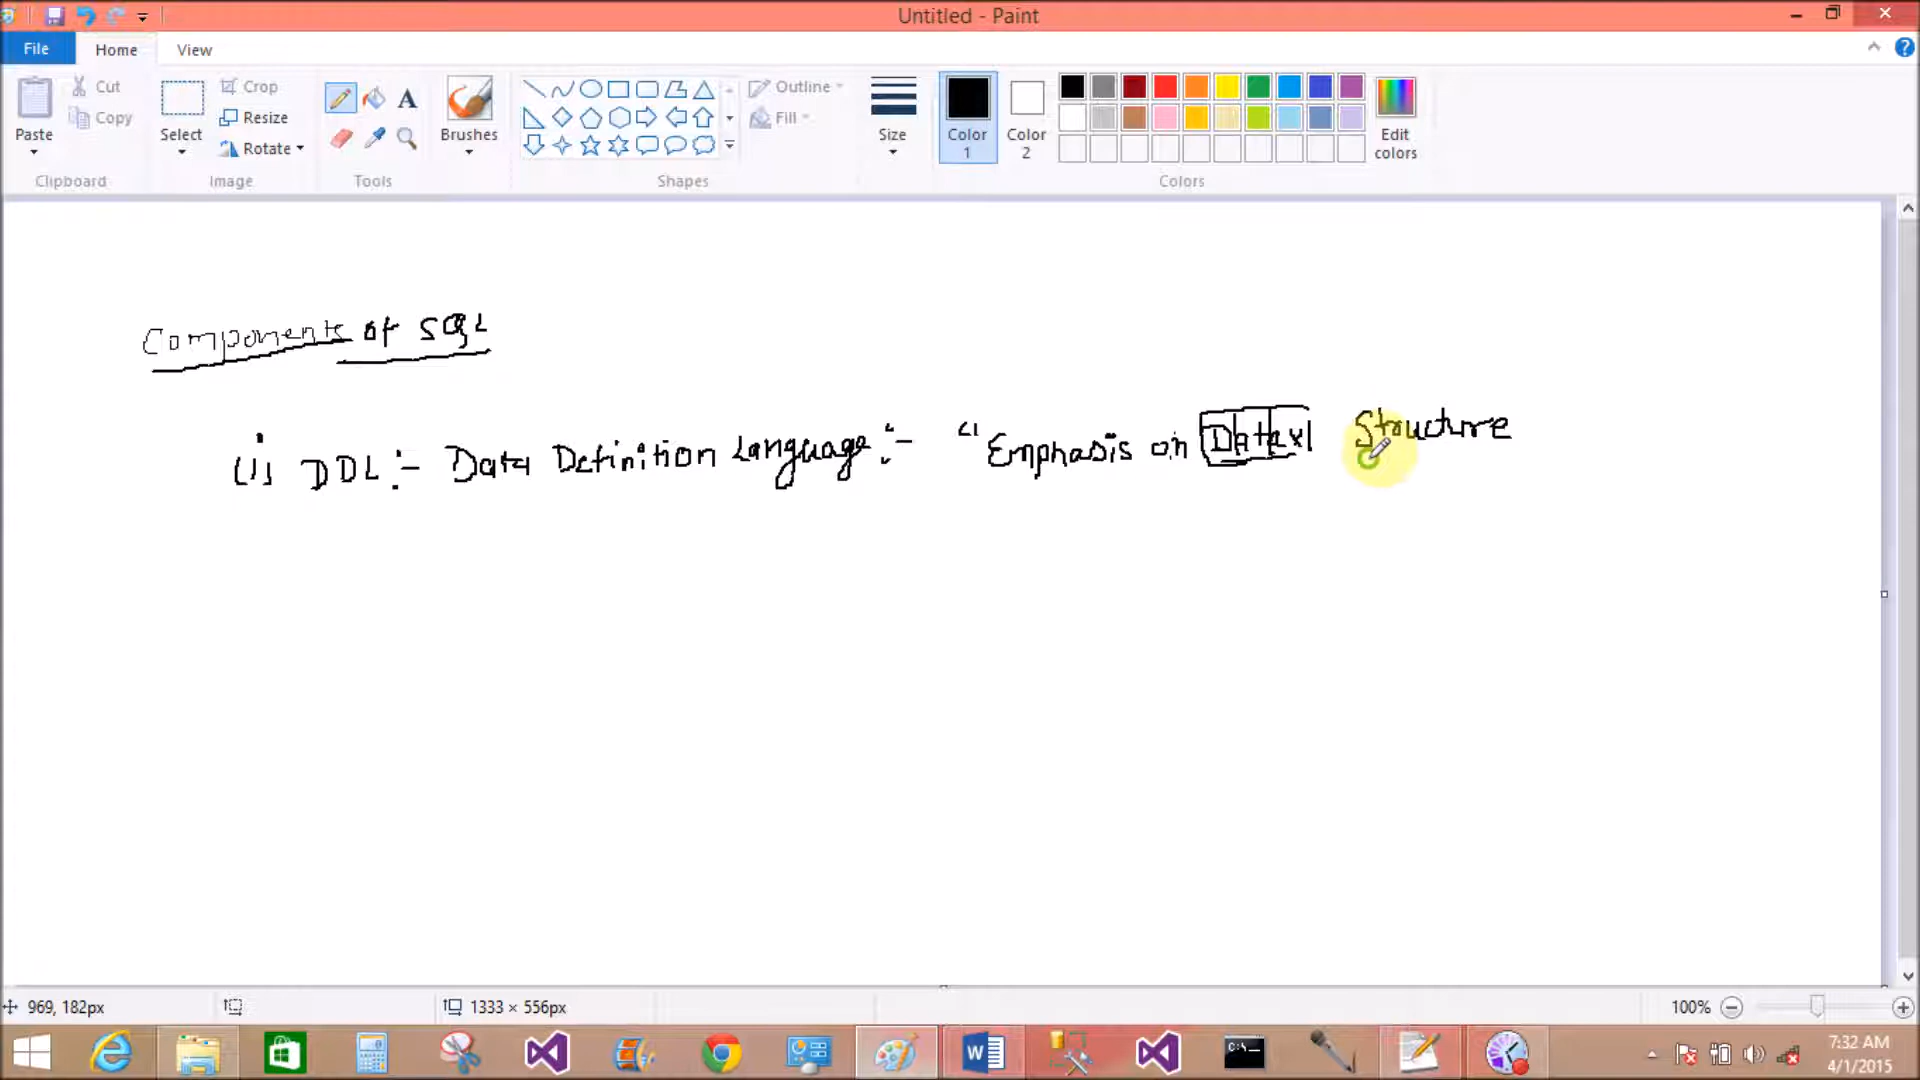 Untitled - Paint
File Home View
Cut Crop Outline
Copy Resize Fill
Paste Select Rotate Brushes Size Color 1 Color 2 Edit colors
Clipboard Image Tools Shapes Colors
Components of SQL
(i) DDL:- Data Definition Language:- "Emphasis on Data Structure
969, 182px 1333 × 556px 100%
7:32 AM
4/1/2015